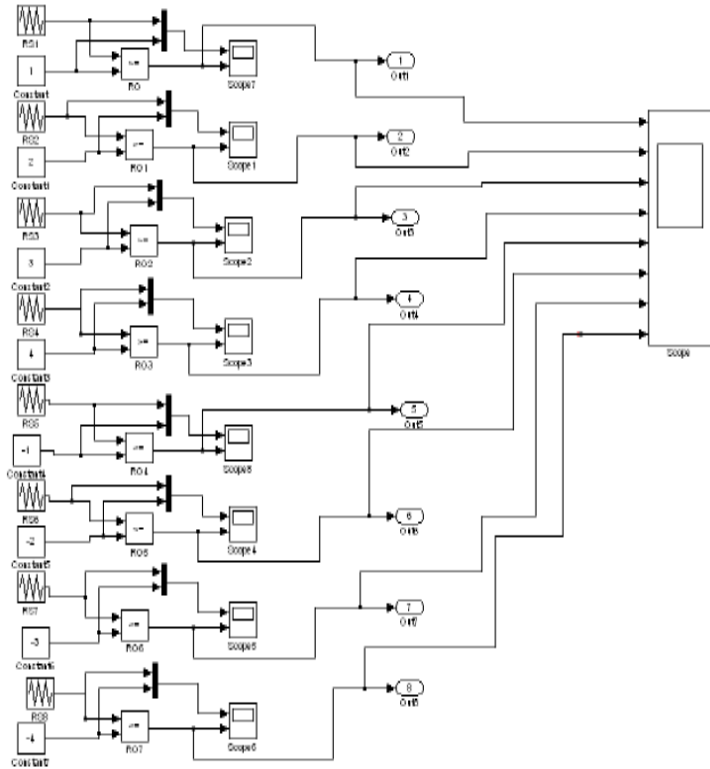 RS1
1
Constant
>=
RO
Scope7
1
Out1
RS2
2
Constant1
>=
RO1
Scope1
2
Out2
RS3
3
Constant2
>=
RO2
Scope2
3
Out3
RS4
4
Constant3
>=
RO3
Scope3
4
Out4
Scope
RS5
-1
Constant4
RO4
Scope8
5
Out5
RS6
-2
Constant5
RO5
Scope4
6
Out6
RS7
-3
Constant6
RO6
Scope5
7
Out7
RS8
-4
Constant7
RO7
Scope6
8
Out8